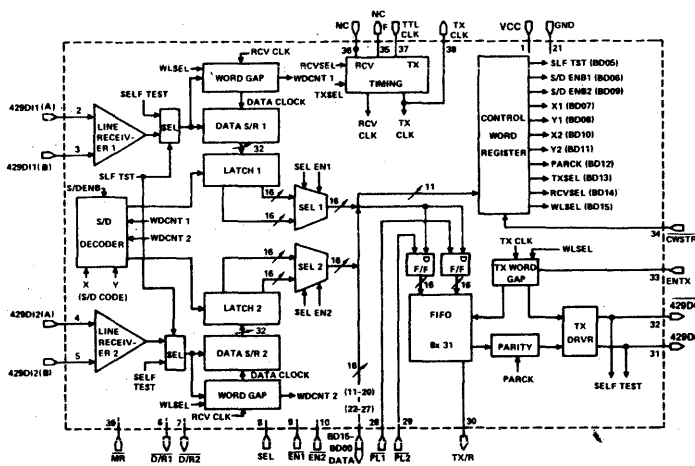 NC
NC
F
TTL
CLK
TX
CLK
VCC
GND
36
35
37
38
1
21
RCV CLK
WLSEL
WORD GAP
WDCNT 1
RCVSEL
TXSEL
RCV
TX
TIMING
RCV
CLK
TX
CLK
SELF TEST
DATA CLOCK
429DI1(A)
2
LINE
RECEIV-
ER 1
SEL
DATA S/R 1
429DI1(B)
3
SLF TST
32
LATCH 1
SEL EN1
16
16
SEL 1
16
11
CONTROL
WORD
REGISTER
SLF TST (BD05)
S/D ENB1 (BD06)
S/D ENB2 (BD09)
X1 (BD07)
Y1 (BD08)
X2 (BD10)
Y2 (BD11)
PARCK (BD12)
TXSEL (BD13)
RCVSEL (BD14)
WLSEL (BD15)
34
CWSTR
S/DENB
S/D
DECODER
WDCNT 1
WDCNT 2
X
Y
(S/D CODE)
16
16
SEL 2
16
SEL EN2
LATCH 2
D
F/F
D
F/F
16
16
TX CLK
WLSEL
TX WORD
GAP
33
ENTX
429DI2(A)
4
LINE
RECEIV-
ER 2
429DI2(B)
5
SELF
TEST
SEL
32
DATA S/R 2
DATA CLOCK
WLSEL
WORD GAP
WDCNT 2
RCV CLK
16
(11-20)
(22-27)
FIFO
8x 31
PARITY
PARCK
TX
DRVR
32
31
SELF TEST
39
6
7
8
9
10
28
29
30
MR
D/R1
D/R2
SEL
EN1
EN2
BD15-
BD00
DATA
PL1
PL2
TX/R